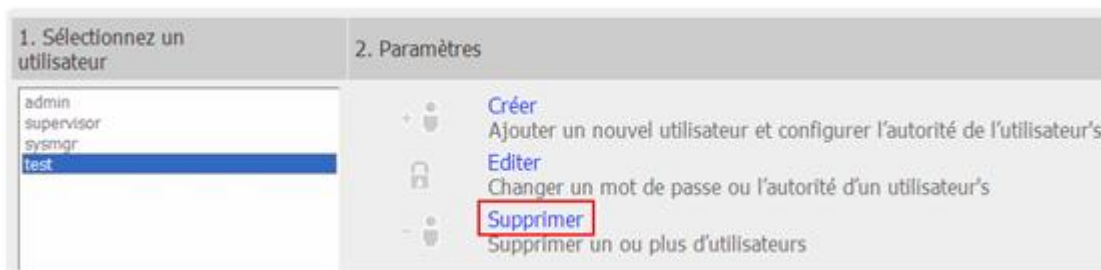 1. Sélectionnez un
utilisateur
2. Paramètres
admin
supervisor
sysmgr
test
Créer
Ajouter un nouvel utilisateur et configurer l'autorité de l'utilisateur's
Editer
Changer un mot de passe ou l'autorité d'un utilisateur's
Supprimer
Supprimer un ou plus d'utilisateurs